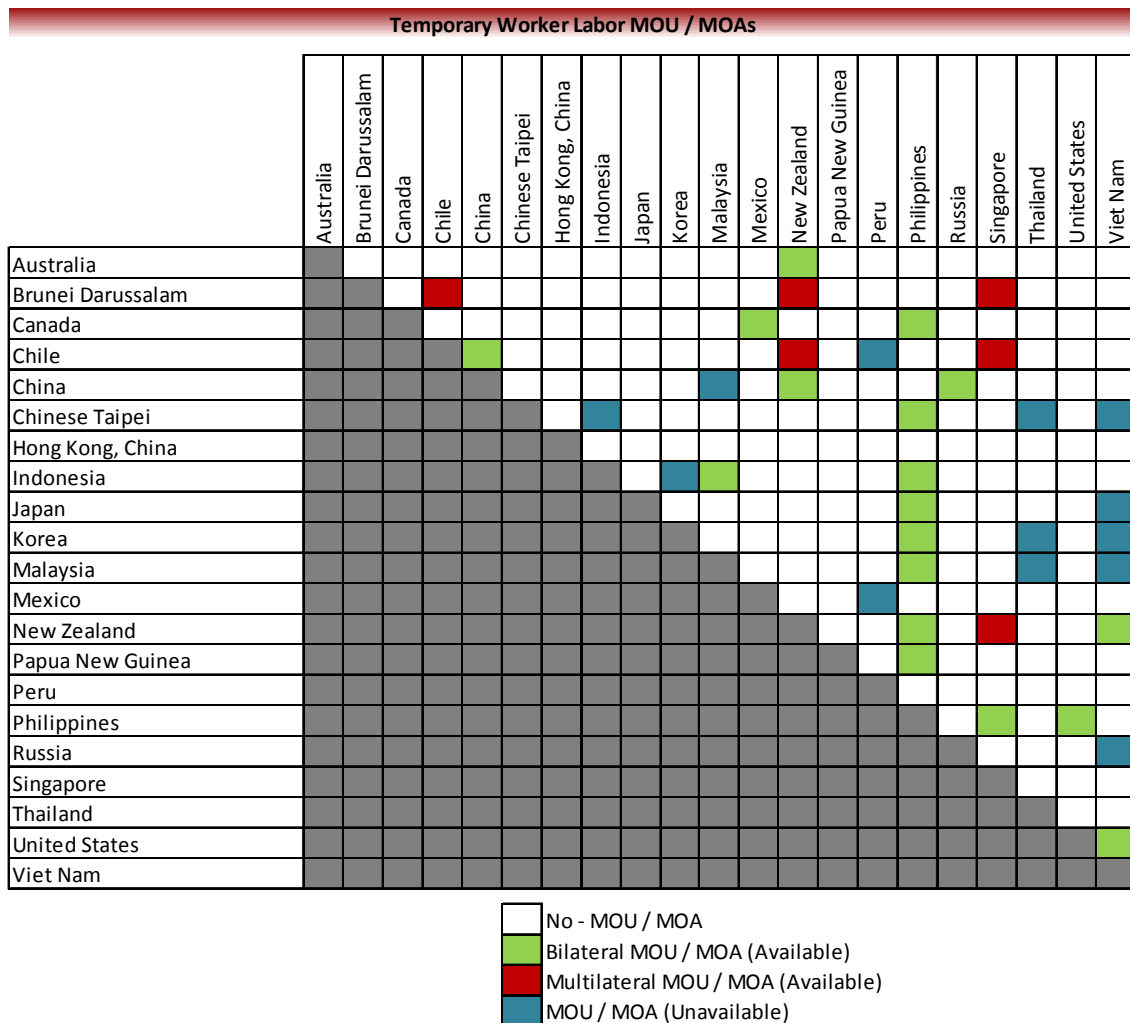 Temporary Worker Labor MOU / MOAs
Australia
Brunei Darussalam
Canada
Chile
China
Chinese Taipei
Hong Kong, China
Indonesia
Japan
Korea
Malaysia
Mexico
New Zealand
Papua New Guinea
Peru
Philippines
Russia
Singapore
Thailand
United States
Viet Nam
Australia
Brunei Darussalam
Canada
Chile
China
Chinese Taipei
Hong Kong, China
Indonesia
Japan
Korea
Malaysia
Mexico
New Zealand
Papua New Guinea
Peru
Philippines
Russia
Singapore
Thailand
United States
Viet Nam
No - MOU / MOA
Bilateral MOU / MOA (Available)
Multilateral MOU / MOA (Available)
MOU / MOA (Unavailable)